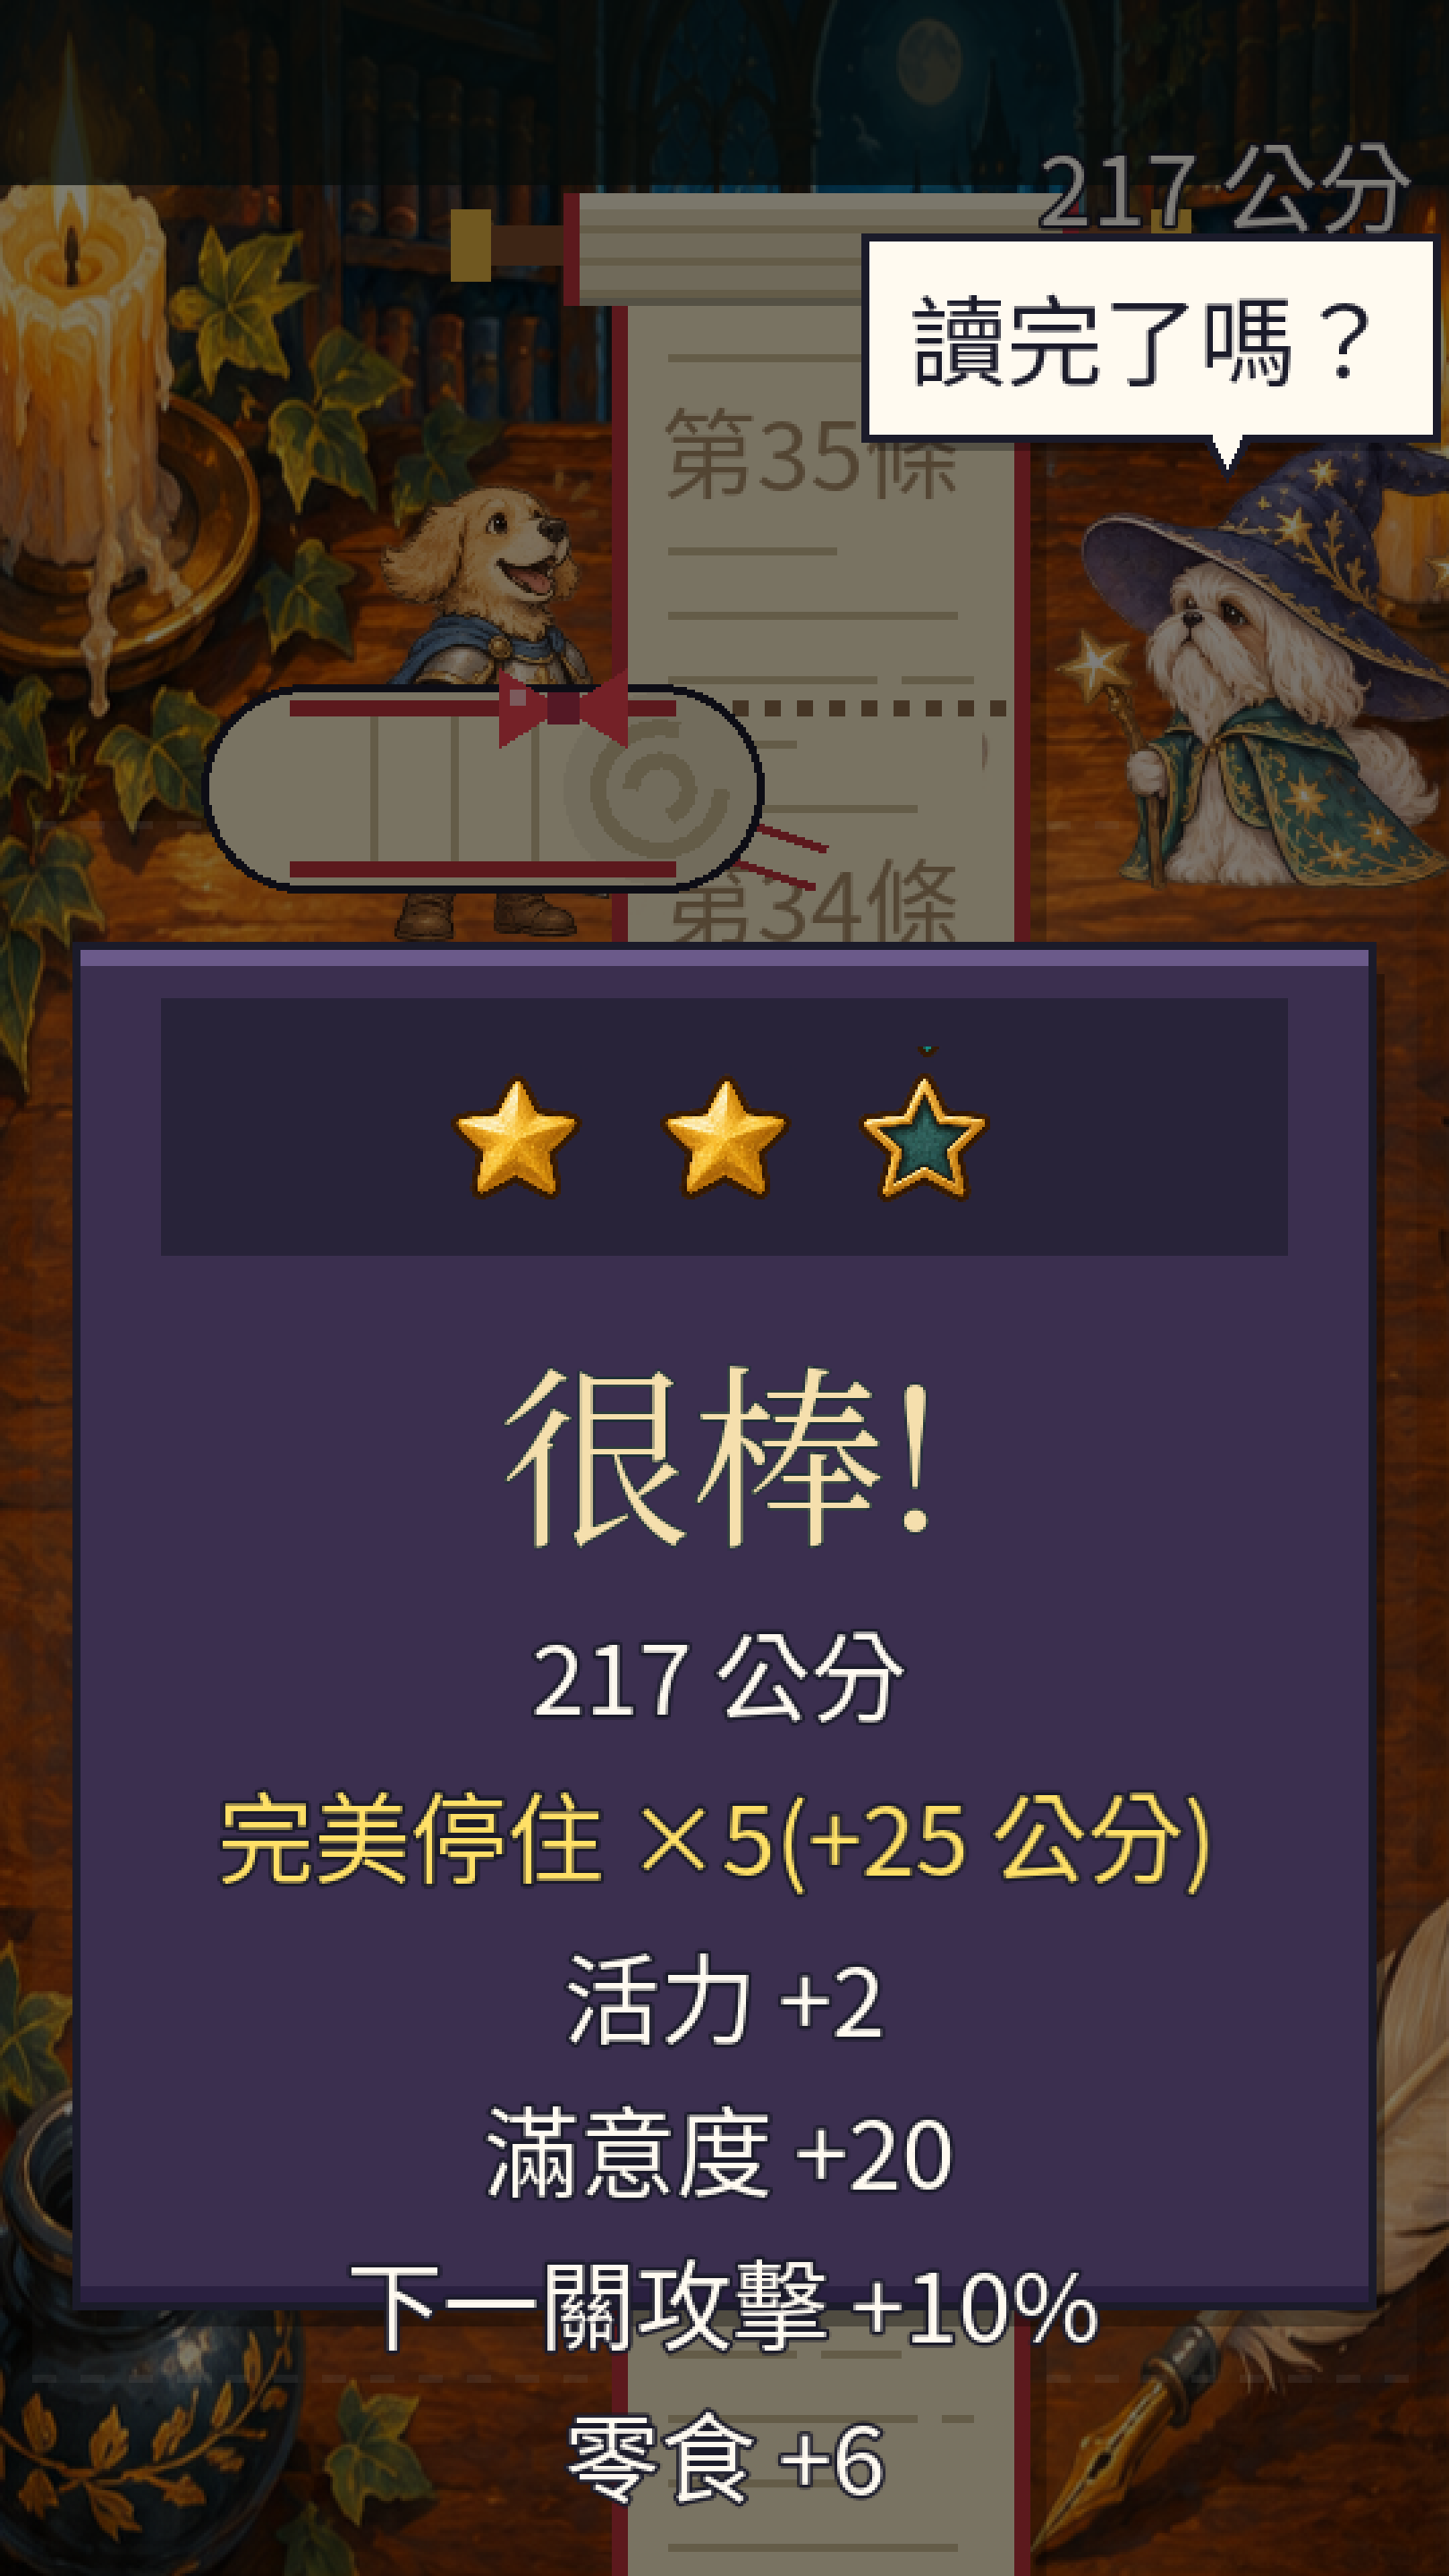 217 公分
讀完了嗎？
第35條
第34條
很棒!
217 公分
完美停住 ×5(+25 公分)
活力 +2
滿意度 +20
下一關攻擊 +10%
零食 +6